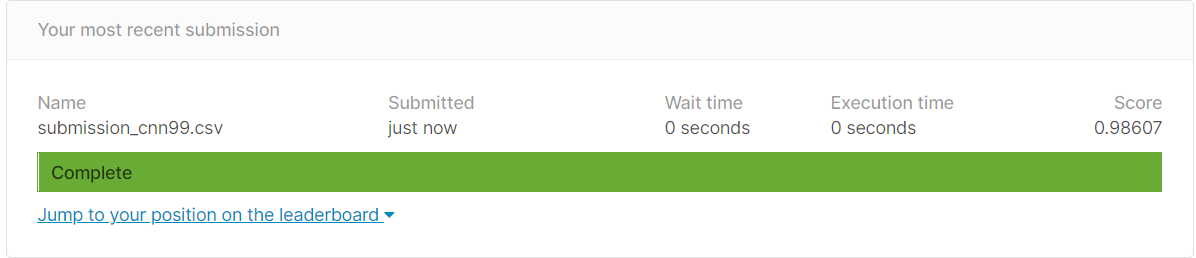 Your most recent submission
Name Submitted Wait time Execution time Score
submission_cnn99.csv just now 0 seconds 0 seconds 0.98607
Complete
Jump to your position on the leaderboard